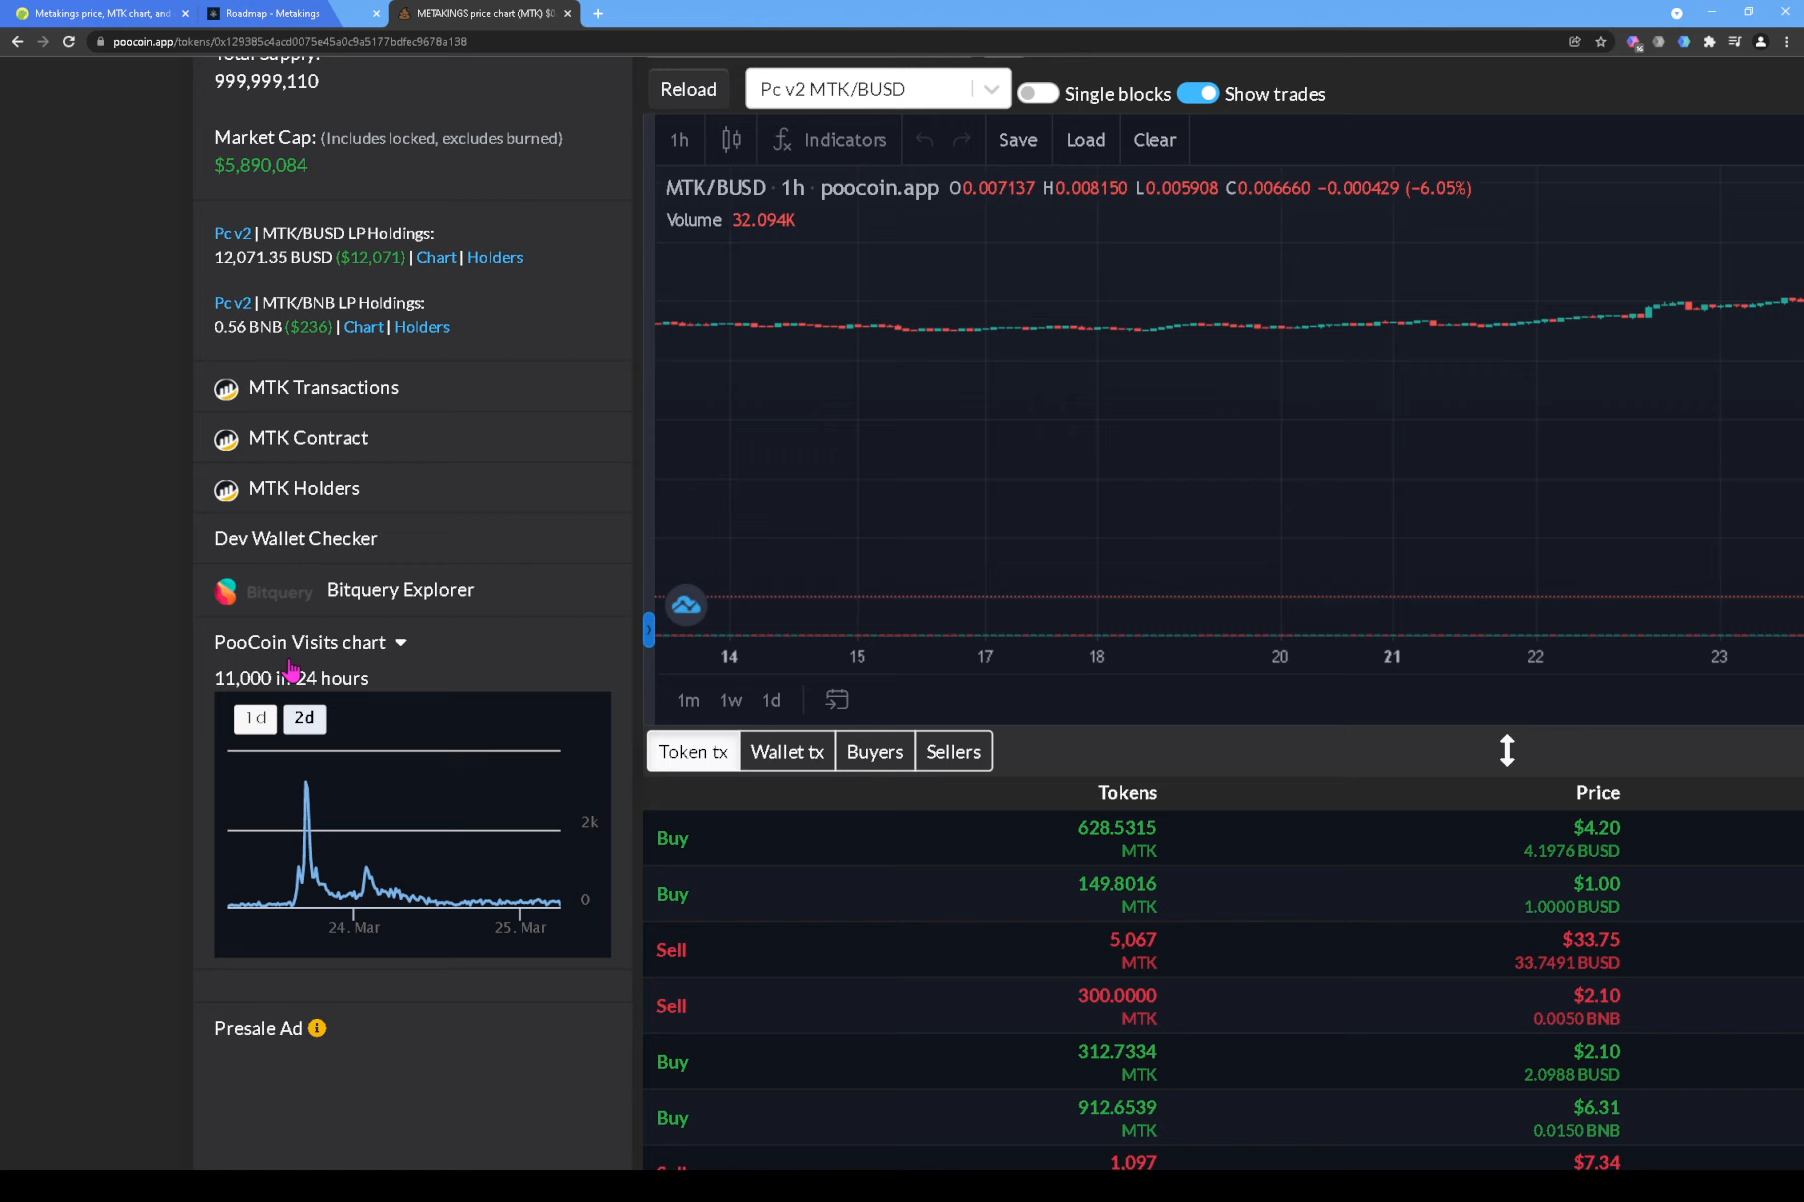 Metakings price, MTK chart, and
Roadmap - Metakings
METAKINGS price chart (MTK) $0
poocoin.app/tokens/0x129385c4acd0075e45a0c9a5177bdfec9678a138
Total Supply:
999,999,110
Market Cap: (Includes locked, excludes burned)
$5,890,084
Pc v2 | MTK/BUSD LP Holdings:
12,071.35 BUSD ($12,071) | Chart | Holders
Pc v2 | MTK/BNB LP Holdings:
0.56 BNB ($236) | Chart | Holders
MTK Transactions
MTK Contract
MTK Holders
Dev Wallet Checker
Bitquery Bitquery Explorer
PooCoin Visits chart
11,000 in 24 hours
1d 2d
2k
0
24. Mar 25. Mar
Presale Ad
Reload Pc v2 MTK/BUSD Single blocks Show trades
1h Indicators Save Load Clear
MTK/BUSD · 1h · poocoin.app O0.007137 H0.008150 L0.005908 C0.006660 -0.000429 (-6.05%)
Volume 32.094K
14 15 17 18 20 21 22 23
1m 1w 1d
Token tx Wallet tx Buyers Sellers
Tokens Price
Buy 628.5315 $4.20
MTK 4.1976 BUSD
Buy 149.8016 $1.00
MTK 1.0000 BUSD
Sell 5,067 $33.75
MTK 33.7491 BUSD
Sell 300.0000 $2.10
MTK 0.0050 BNB
Buy 312.7334 $2.10
MTK 2.0988 BUSD
Buy 912.6539 $6.31
MTK 0.0150 BNB
Sell 1,097 $7.34